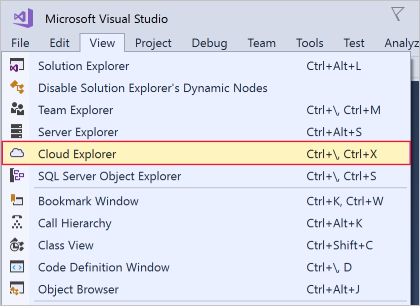 Microsoft Visual Studio
File Edit View Project Debug Team Tools Test Analyz
Solution Explorer Ctrl+Alt+L
Disable Solution Explorer's Dynamic Nodes
Team Explorer Ctrl+\, Ctrl+M
Server Explorer Ctrl+Alt+S
Cloud Explorer Ctrl+\, Ctrl+X
SQL Server Object Explorer Ctrl+\, Ctrl+S
Bookmark Window Ctrl+K, Ctrl+W
Call Hierarchy Ctrl+Alt+K
Class View Ctrl+Shift+C
Code Definition Window Ctrl+\, D
Object Browser Ctrl+Alt+J